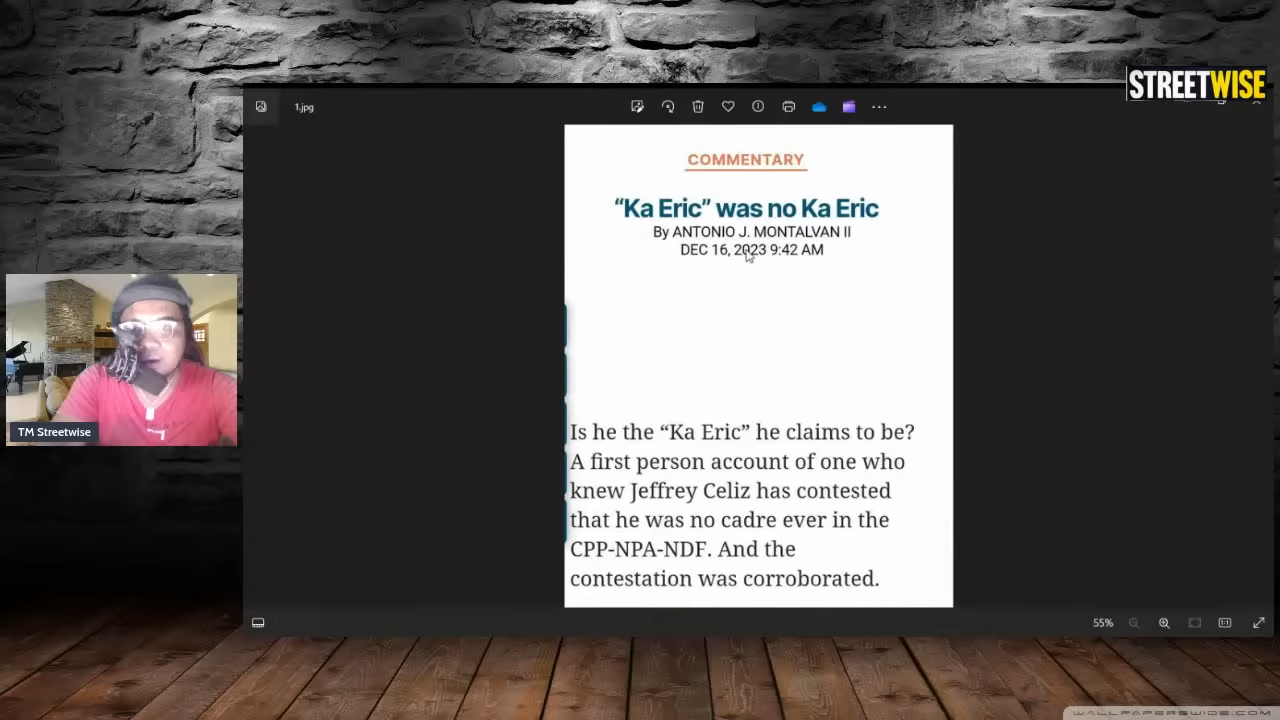 STREETWISE
1.jpg
COMMENTARY
“Ka Eric” was no Ka Eric
By ANTONIO J. MONTALVAN II
DEC 16, 2023 9:42 AM
Is he the “Ka Eric” he claims to be?
A first person account of one who
knew Jeffrey Celiz has contested
that he was no cadre ever in the
CPP-NPA-NDF. And the
contestation was corroborated.
TM Streetwise
55%
WALLPAPERSWIDE.COM